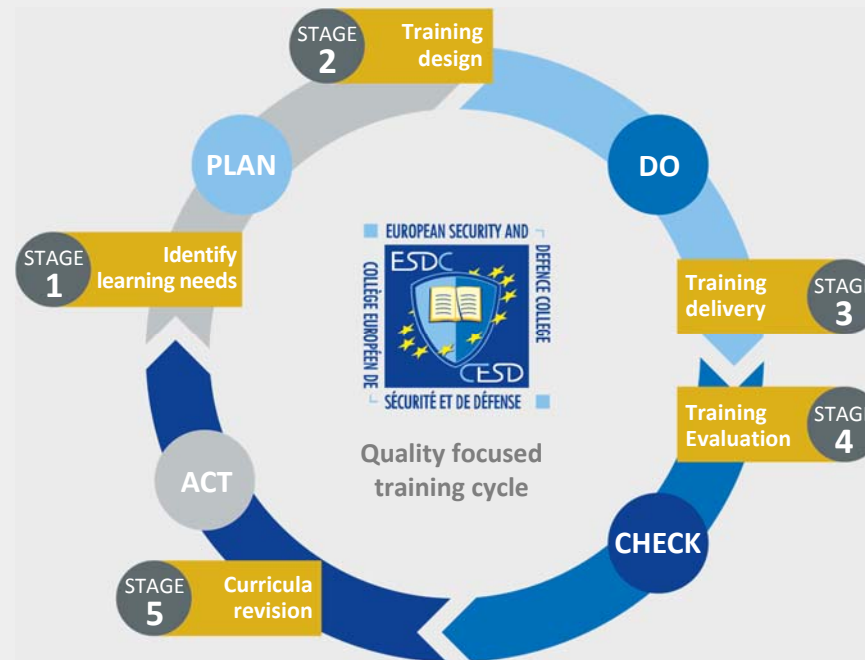 STAGE
2
Training
design
PLAN
DO
STAGE
1
Identify
learning needs
EUROPEAN SECURITY AND
DEFENCE COLLEGE
COLLÈGE EUROPÉEN DE
SÉCURITÉ ET DE DÉFENSE
ESDC
CESD
Quality focused
training cycle
Training
delivery
STAG
3
Training
Evaluation
STAG
4
ACT
CHECK
STAGE
5
Curricula
revision